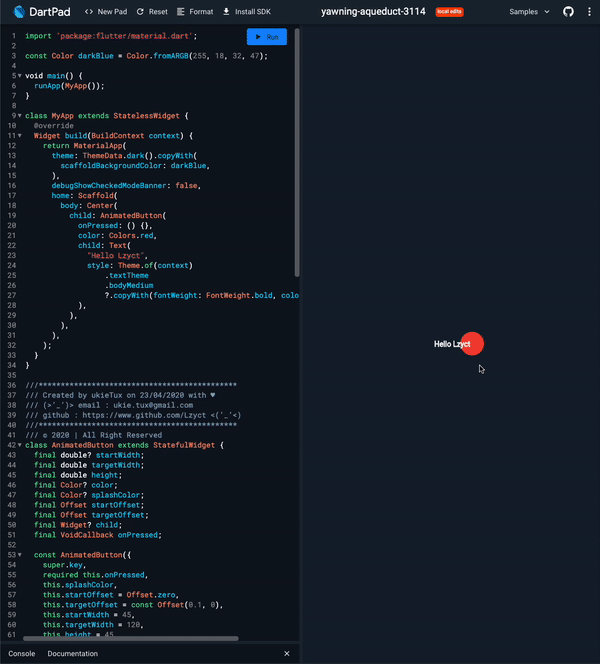 DartPad
New Pad
Reset
Format
Install SDK
yawning-aqueduct-3114
local edits
Samples
Run
1 import 'package:flutter/material.dart';
2
3 const Color darkBlue = Color.fromARGB(255, 18, 32, 47);
4
5 void main() {
6 runApp(MyApp());
7 }
8
9 class MyApp extends StatelessWidget {
10 @override
11 Widget build(BuildContext context) {
12 return MaterialApp(
13 theme: ThemeData.dark().copyWith(
14 scaffoldBackgroundColor: darkBlue,
15 ),
16 debugShowCheckedModeBanner: false,
17 home: Scaffold(
18 body: Center(
19 child: AnimatedButton(
20 onPressed: () {},
21 color: Colors.red,
22 child: Text(
23 "Hello Lzyct",
24 style: Theme.of(context)
25 .textTheme
26 .bodyMedium
27 ?.copyWith(fontWeight: FontWeight.bold, colo
28 ),
29 ),
30 ),
31 ),
32 );
33 }
34 }
35
36 ///*********************************************
37 /// Created by ukieTux on 23/04/2020 with ♥
38 /// (>'_')> email : ukie.tux@gmail.com
39 /// github : https://www.github.com/Lzyct <('_'<)
40 ///*********************************************
41 /// © 2020 | All Right Reserved
42 class AnimatedButton extends StatefulWidget {
43 final double? startWidth;
44 final double targetWidth;
45 final double height;
46 final Color? color;
47 final Color? splashColor;
48 final Offset startOffset;
49 final Offset targetOffset;
50 final Widget? child;
51 final VoidCallback onPressed;
52
53 const AnimatedButton({
54 super.key,
55 required this.onPressed,
56 this.splashColor,
57 this.startOffset = Offset.zero,
58 this.targetOffset = const Offset(0.1, 0),
59 this.startWidth = 45,
60 this.targetWidth = 120,
61 this.height = 45,
Hello Lzyct
Console
Documentation